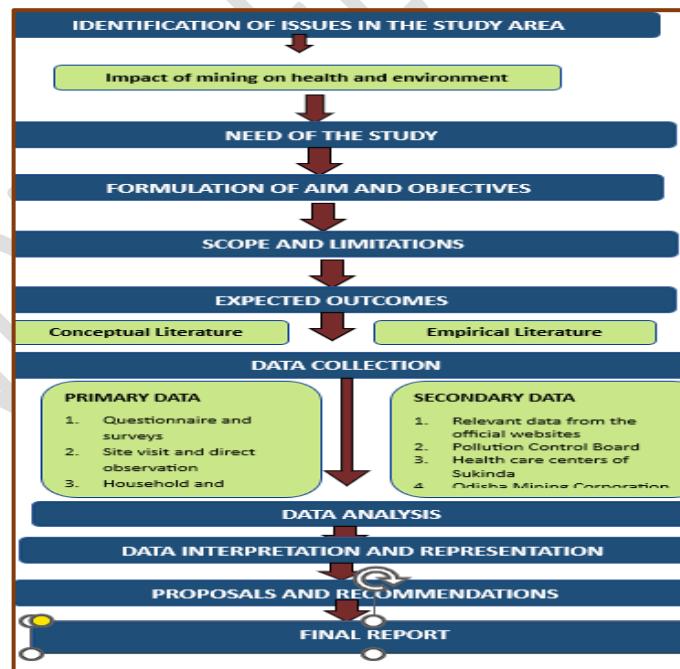 IDENTIFICATION OF ISSUES IN THE STUDY AREA
Impact of mining on health and environment
NEED OF THE STUDY
FORMULATION OF AIM AND OBJECTIVES
SCOPE AND LIMITATIONS
EXPECTED OUTCOMES
Conceptual Literature
Empirical Literature
DATA COLLECTION
PRIMARY DATA
1. Questionnaire and
surveys
2. Site visit and direct
observation
3. Household and
SECONDARY DATA
1. Relevant data from the
official websites
2. Pollution Control Board
3. Health care centers of
Sukinda
4. Odisha Mining Corporation
DATA ANALYSIS
DATA INTERPRETATION AND REPRESENTATION
PROPOSALS AND RECOMMENDATIONS
FINAL REPORT